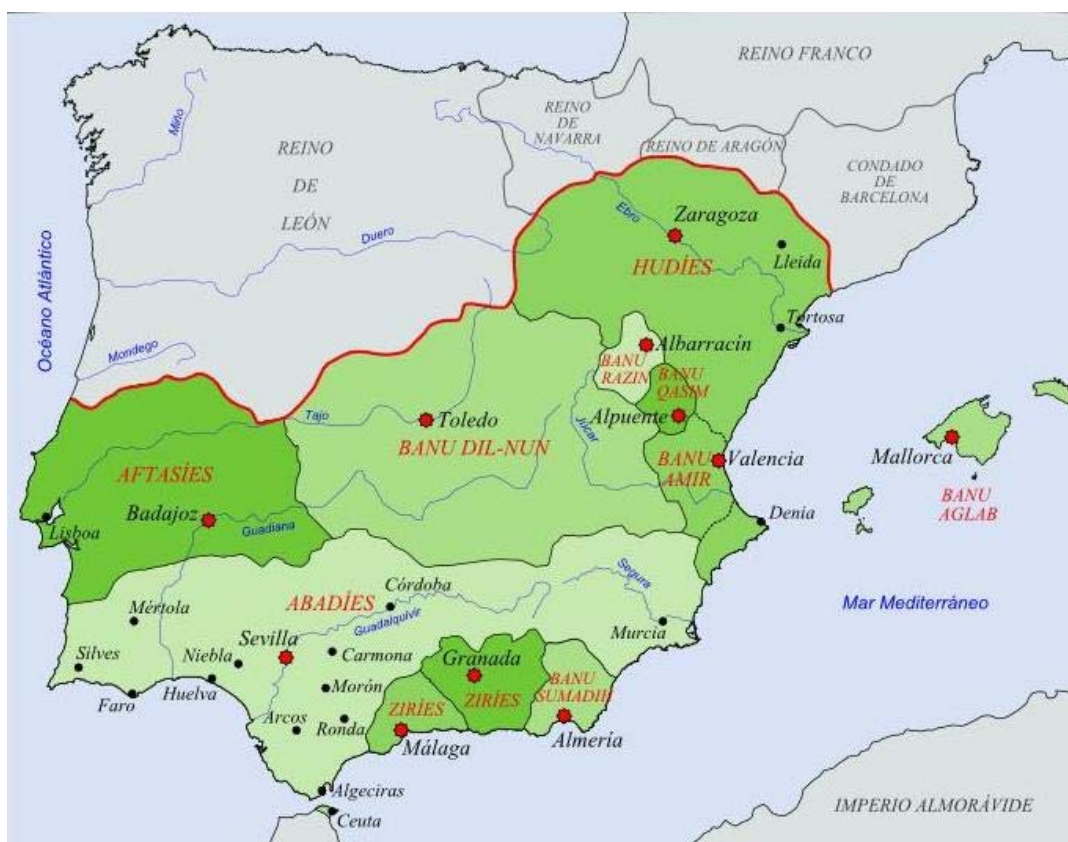 REINO FRANCO
REINO
DE
NAVARRA
REINO DE ARAGÓN
CONDADO
DE
BARCELONA
REINO
DE
LEÓN
Miño
Duero
Ebro
Zaragoza
HUDÍES
Lleida
Océano Atlántico
Mondego
Tortosa
Albarracín
BANU
RAZIN
BANU
QASIM
Alpuente
Tajo
Toledo
BANU DIL-NUN
Júcar
BANU
AMIR
Valencia
Mallorca
BANU
AGLAB
AFTASÍES
Badajoz
Guadiana
Lisboa
Denia
Mar Mediterráneo
Segura
Murcia
Córdoba
ABADÍES
Guadalquivir
Mértola
Sevilla
Niebla
Silves
Carmona
Granada
BANU
SUMADIH
Huelva
Faro
Morón
ZIRÍES
ZIRÍES
Arcos
Ronda
Málaga
Almería
Algeciras
Ceuta
IMPERIO ALMORÁVIDE